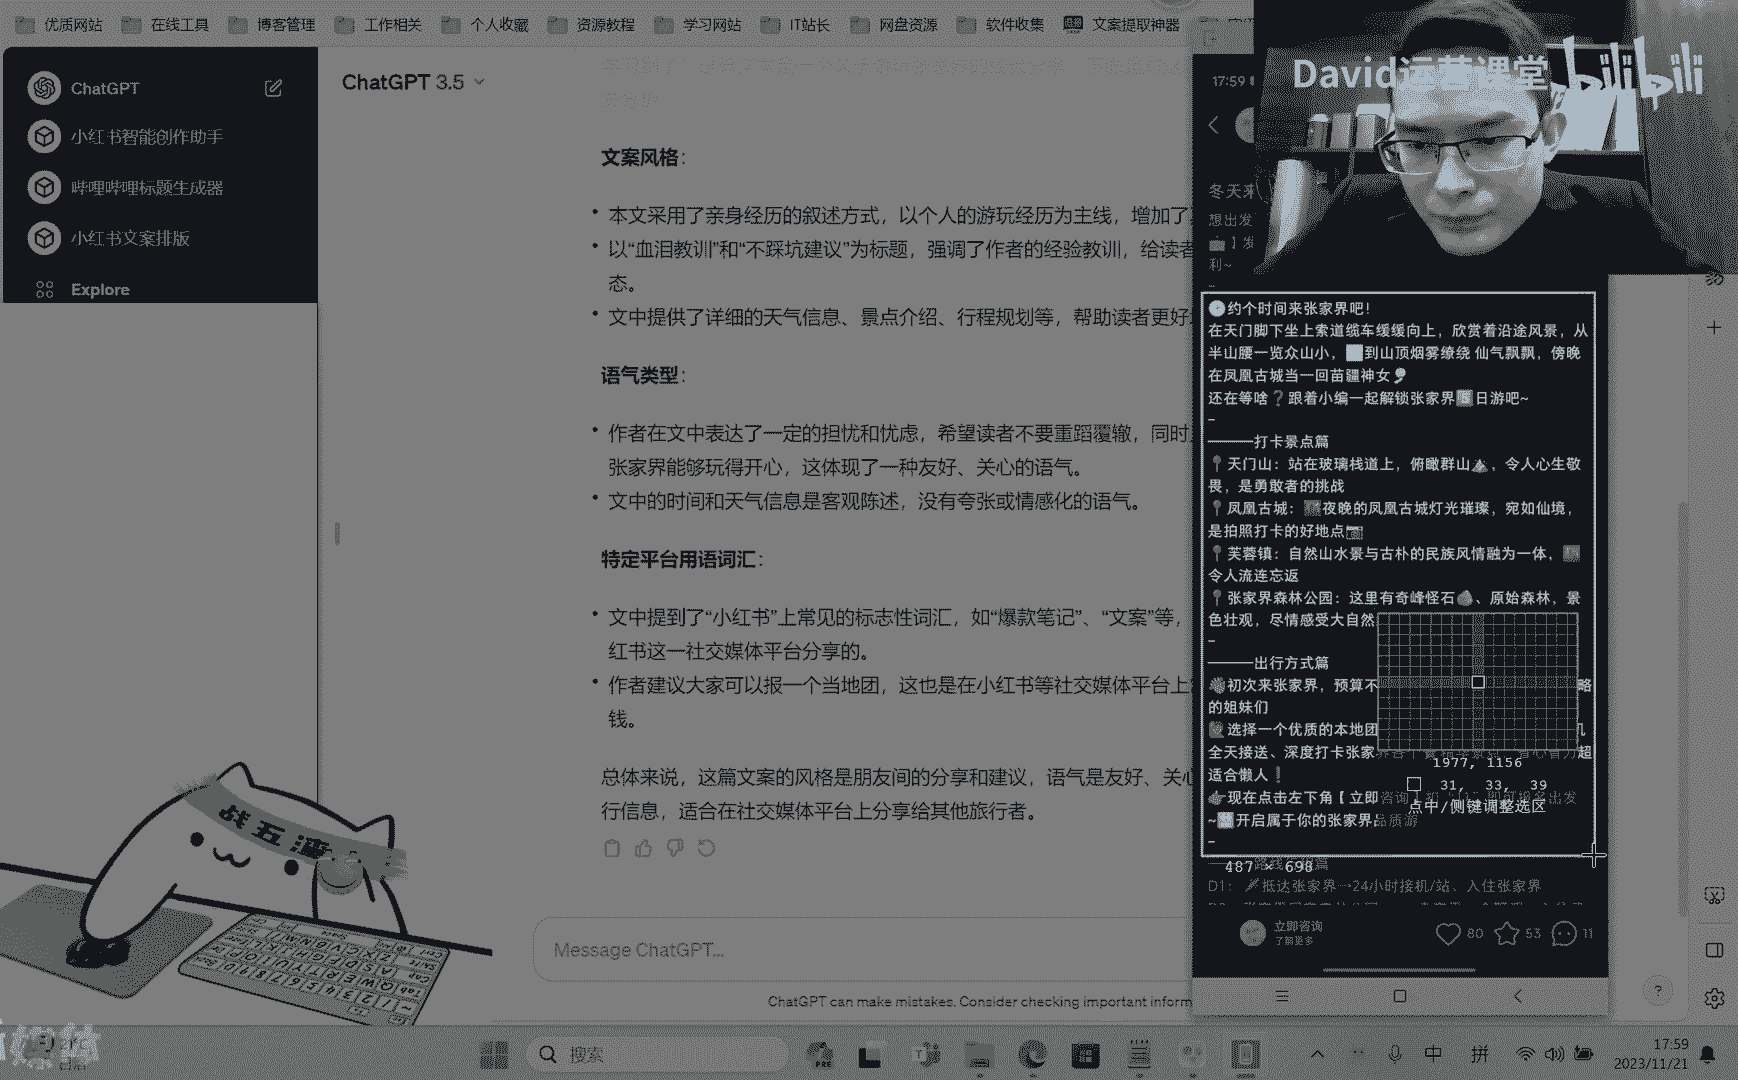 优质网站 在线工具 博客管理 工作相关 个人收藏 资源教程 学习网站 IT站长 网盘资源 软件收集 文案提取神器
ChatGPT
小红书智能创作助手
哔哩哔哩标题生成器
小红书文案排版
Explore
ChatGPT 3.5
文案风格：
本文采用了亲身经历的叙述方式，以个人的游玩经历为主线，增加了
以“血泪教训”和“不踩坑建议”为标题，强调了作者的经验教训，给读者
态。
文中提供了详细的天气信息、景点介绍、行程规划等，帮助读者更好
语气类型：
作者在文中表达了一定的担忧和忧虑，希望读者不要重蹈覆辙，同时
张家界能够玩得开心，这体现了一种友好、关心的语气。
文中的时间和天气信息是客观陈述，没有夸张或情感化的语气。
特定平台用语词汇：
文中提到了“小红书”上常见的标志性词汇，如“爆款笔记”、“文案”等，
红书这一社交媒体平台分享的。
作者建议大家可以报一个当地团，这也是在小红书等社交媒体平台上
钱。
总体来说，这篇文案的风格是朋友间的分享和建议，语气是友好、关心
行信息，适合在社交媒体平台上分享给其他旅行者。
Message ChatGPT...
ChatGPT can make mistakes. Consider checking important inform
David运营课堂 bilibili
17:59
冬天来
想出发
】发
利~
约个时间来张家界吧！
在天门脚下坐上索道缆车缓缓向上，欣赏着沿途风景，从
半山腰一览众山小，到山顶烟雾缭绕 仙气飘飘，傍晚
在凤凰古城当一回苗疆神女
还在等啥❓跟着小编一起解锁张家界5日游吧~
–
———打卡景点篇
📍天门山：站在玻璃栈道上，俯瞰群山，令人心生敬
畏，是勇敢者的挑战
📍凤凰古城：夜晚的凤凰古城灯光璀璨，宛如仙境，
是拍照打卡的好地点📷
📍芙蓉镇：自然山水景与古朴的民族风情融为一体，
令人流连忘返
📍张家界森林公园：这里有奇峰怪石、原始森林，景
色壮观，尽情感受大自然
–
———出行方式篇
初次来张家界，预算不 略
的姐妹们
选择一个优质的本地团
全天接送、深度打卡张家 超
适合懒人❗
现在点击左下角【立即咨询
~开启属于你的张家界品质游
–
1977, 1156
31, 33, 39
点中/侧键调整选区
487 × 698
D1：抵达张家界→24小时接机/站、入住张家界
立即咨询
了解更多
80 53 11
战五渣
搜索
中 拼
17:59
2023/11/21